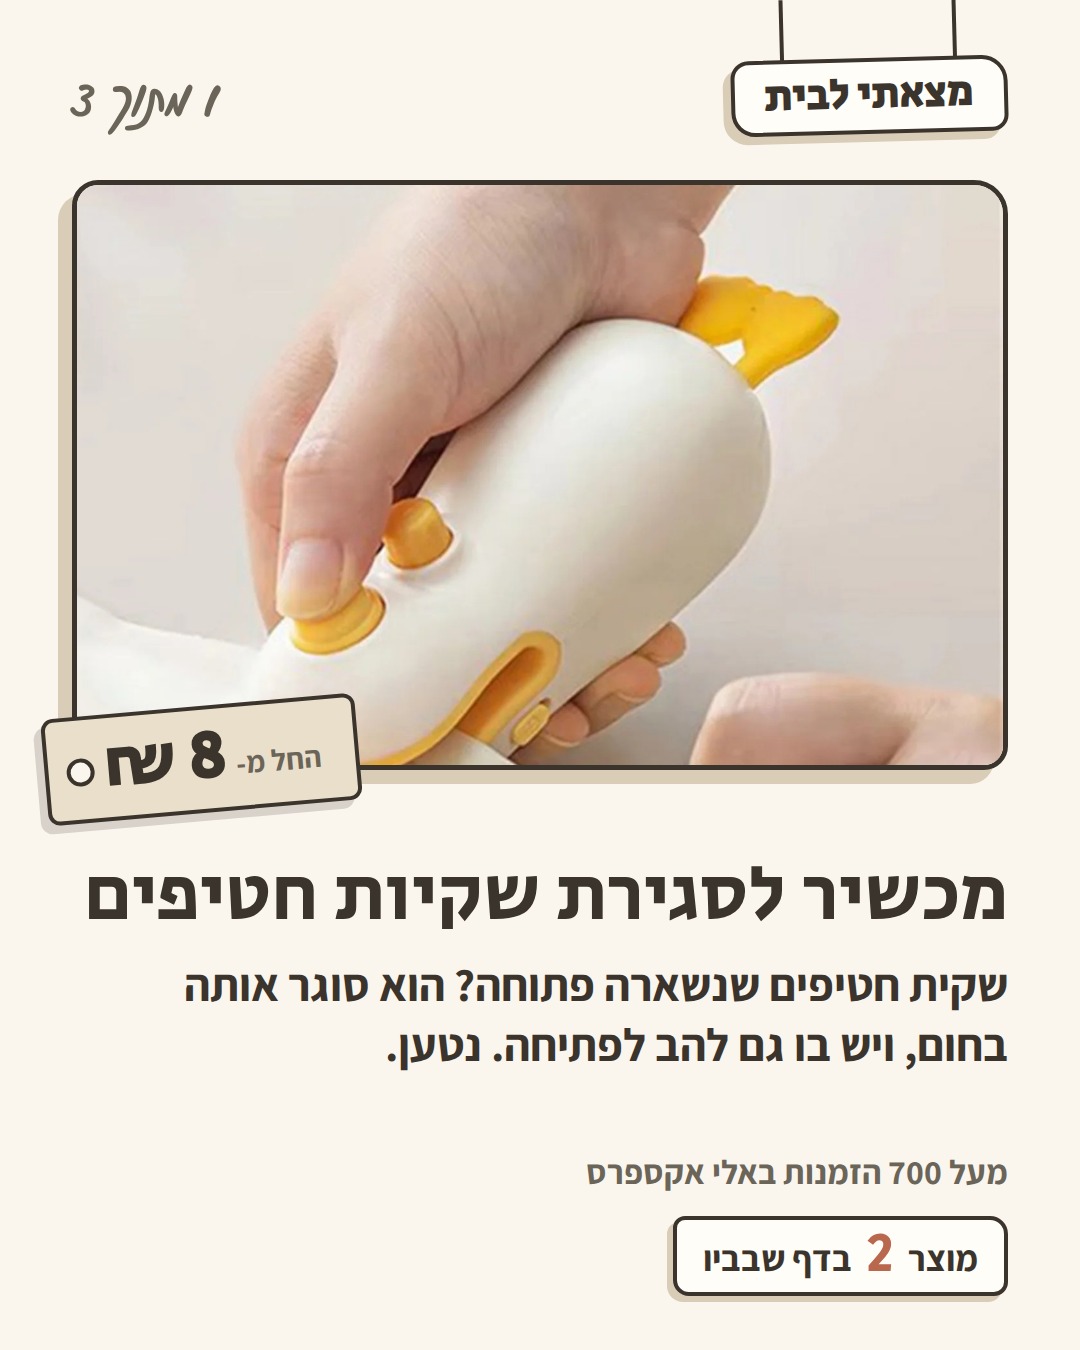 מצאתי לבית
1 מתוך 3
החל מ- 8 ₪
מכשיר לסגירת שקיות חטיפים
שקית חטיפים שנשארה פתוחה? הוא סוגר אותה
בחום, ויש בו גם להב לפתיחה. נטען.
מעל 700 הזמנות באלי אקספרס
מוצר 2 בדף שבביו